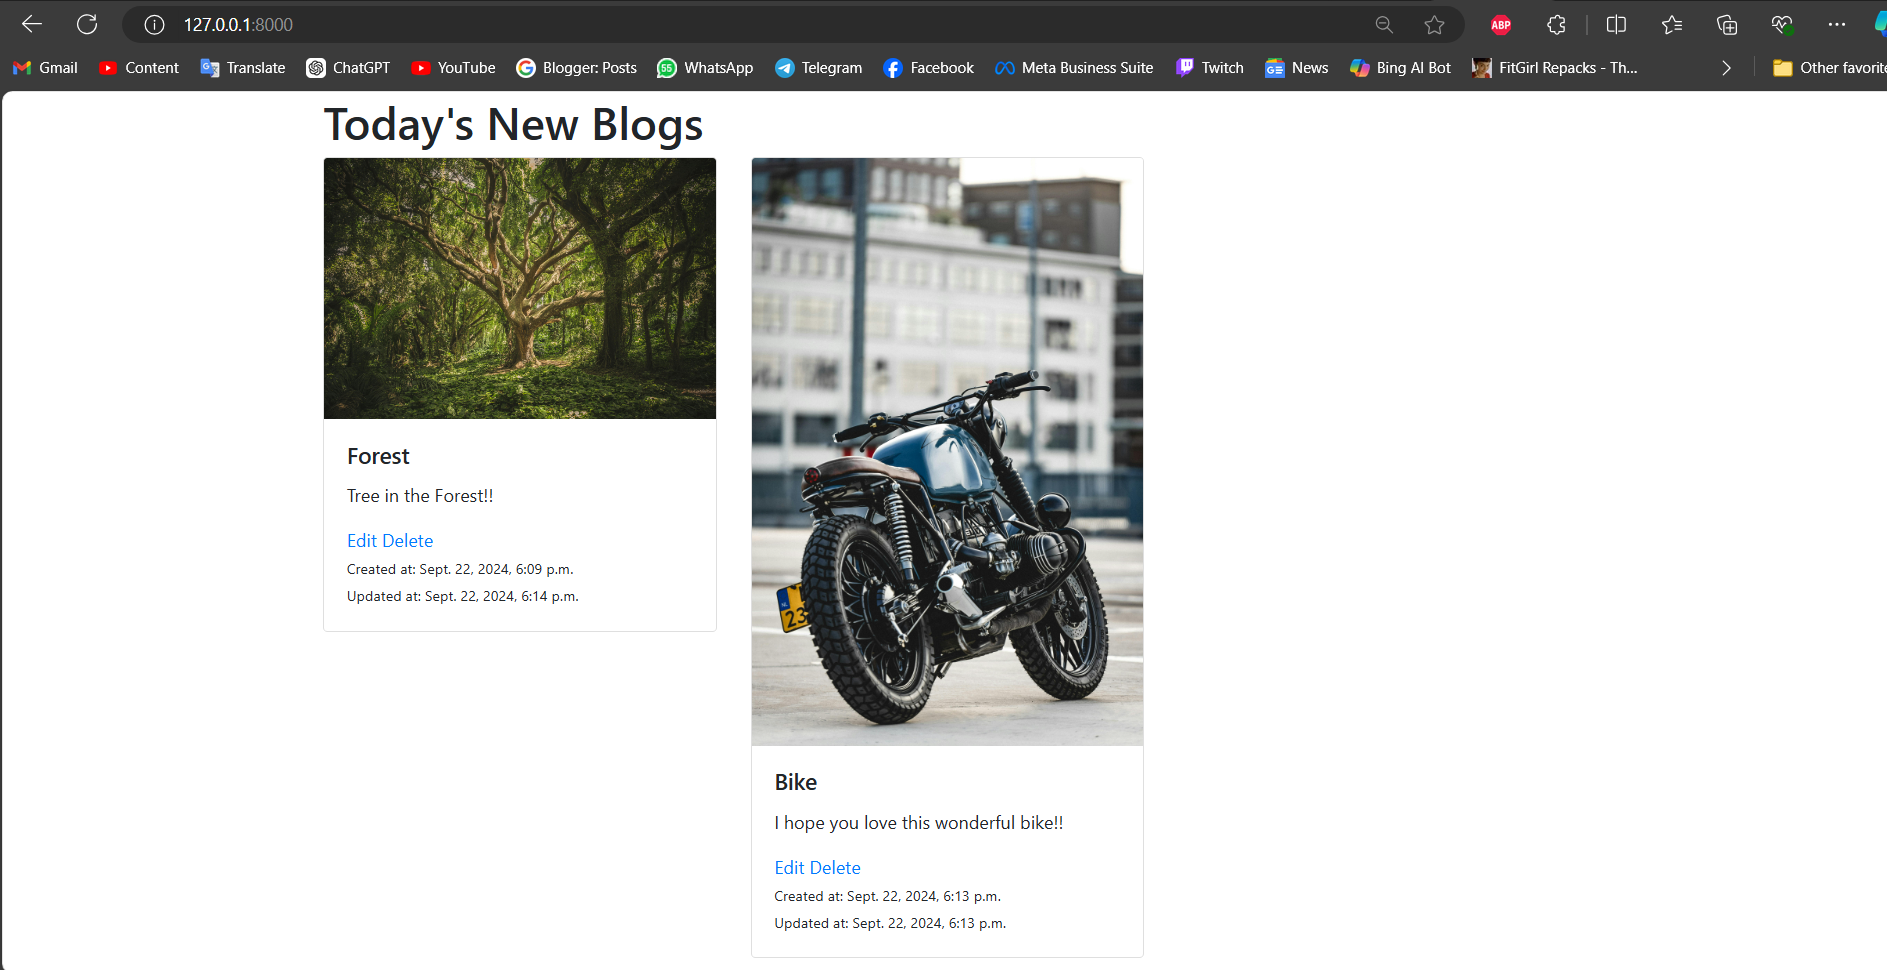 127.0.0.1:8000
ABP
Gmail
Content
Translate
ChatGPT
YouTube
Blogger: Posts
55
WhatsApp
Telegram
Facebook
Meta Business Suite
Twitch
News
Bing AI Bot
FitGirl Repacks - Th...
Other favorite
Today's New Blogs
Forest
Tree in the Forest!!
Edit Delete
Created at: Sept. 22, 2024, 6:09 p.m.
Updated at: Sept. 22, 2024, 6:14 p.m.
23
Bike
I hope you love this wonderful bike!!
Edit Delete
Created at: Sept. 22, 2024, 6:13 p.m.
Updated at: Sept. 22, 2024, 6:13 p.m.